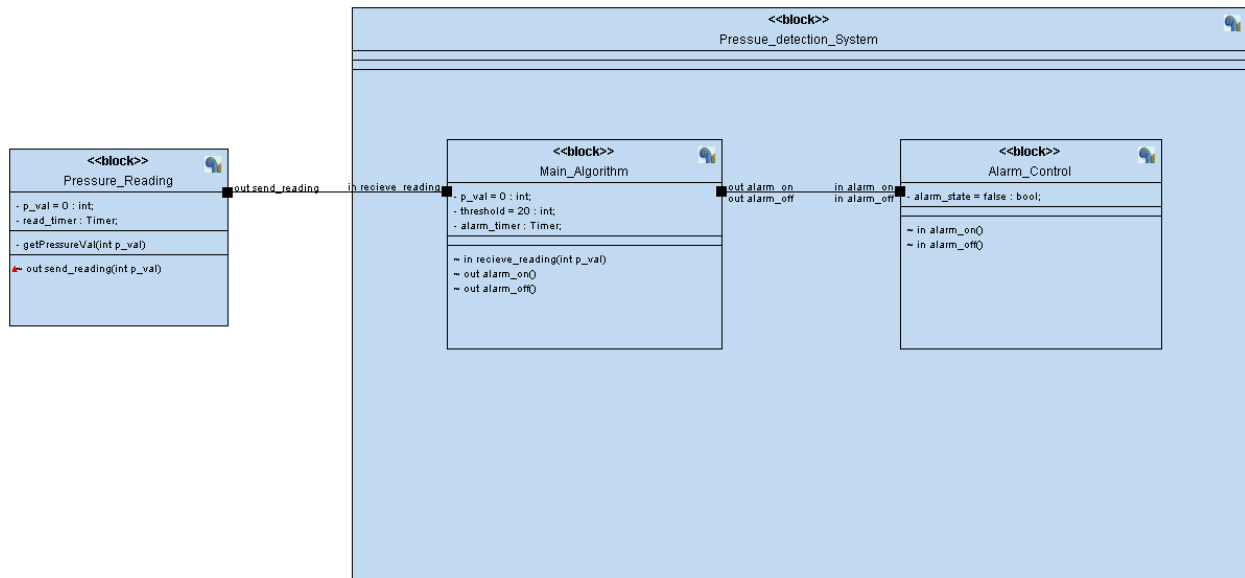 <<block>>
Pressue_detection_System
<<block>>
Pressure_Reading
- p_val = 0 : int;
- read_timer : Timer;
- getPressureVal(int p_val)
~ out send_reading(int p_val)
out send_reading
in recieve_reading
<<block>>
Main_Algorithm
- p_val = 0 : int;
- threshold = 20 : int;
- alarm_timer : Timer;
~ in recieve_reading(int p_val)
~ out alarm_on()
~ out alarm_off()
out alarm_on
out alarm_off
in alarm_on
in alarm_off
<<block>>
Alarm_Control
- alarm_state = false : bool;
~ in alarm_on()
~ in alarm_off()